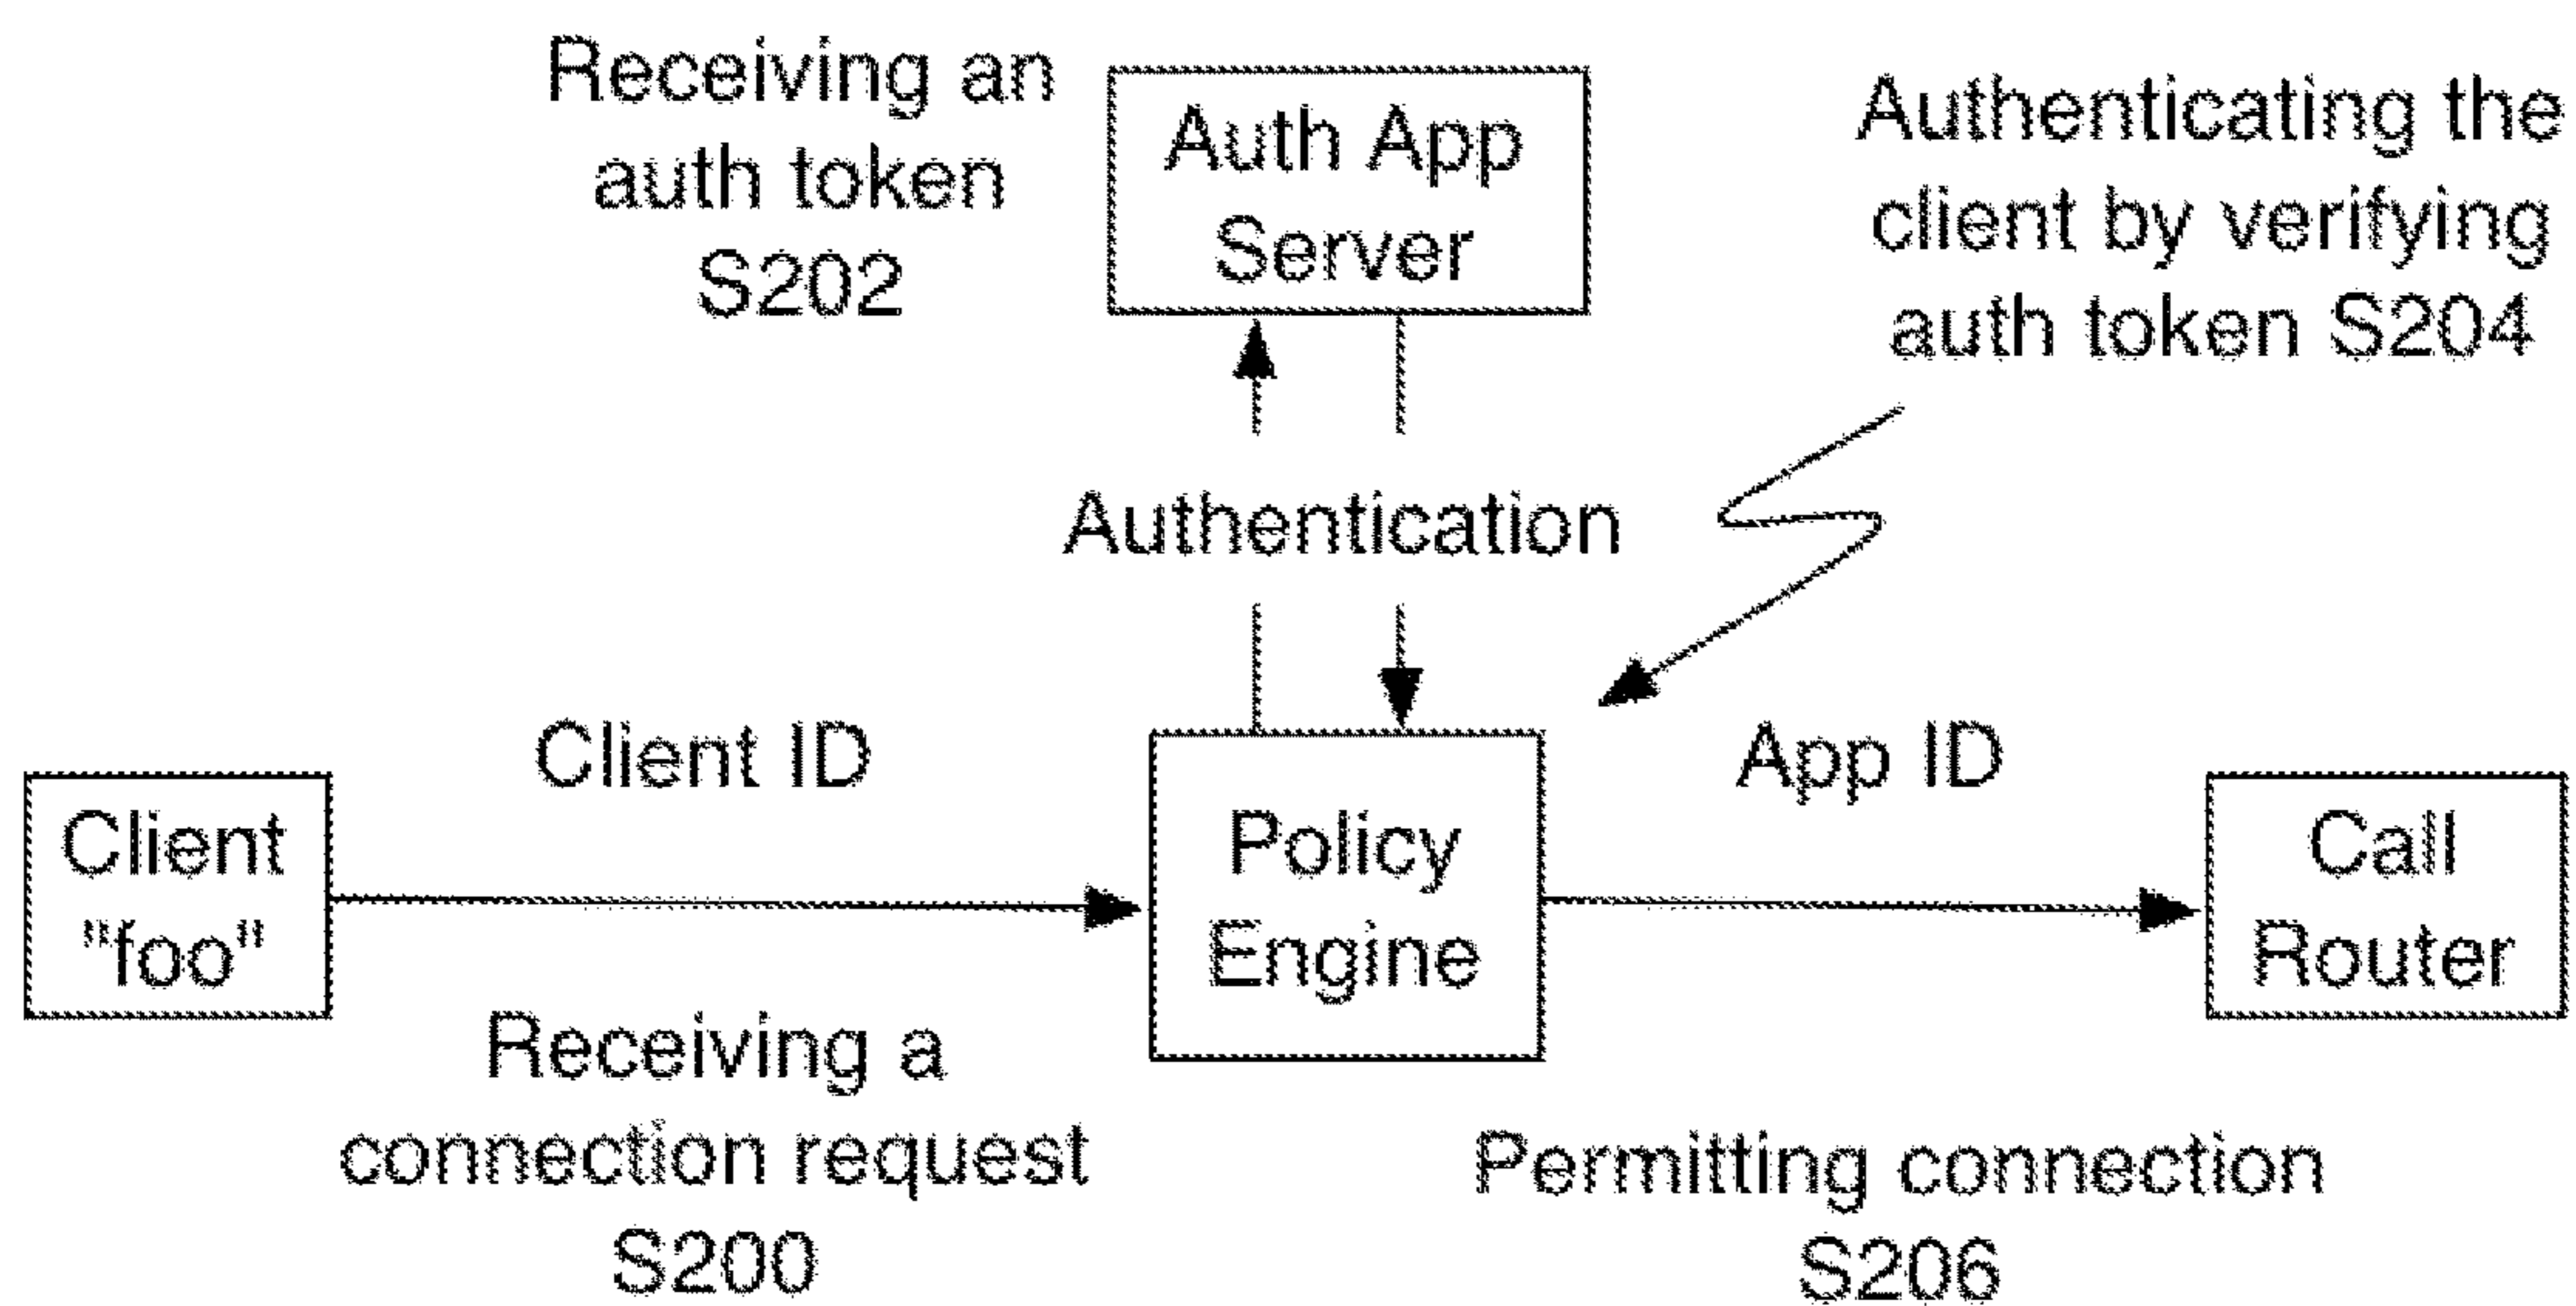 Receiving an
auth token
S202
Auth App
Server
Authenticating the
client by verifying
auth token S204
Authentication
Client ID
App ID
Client
"foo"
Policy
Engine
Call
Router
Receiving a
connection request
S200
Permitting connection
S206